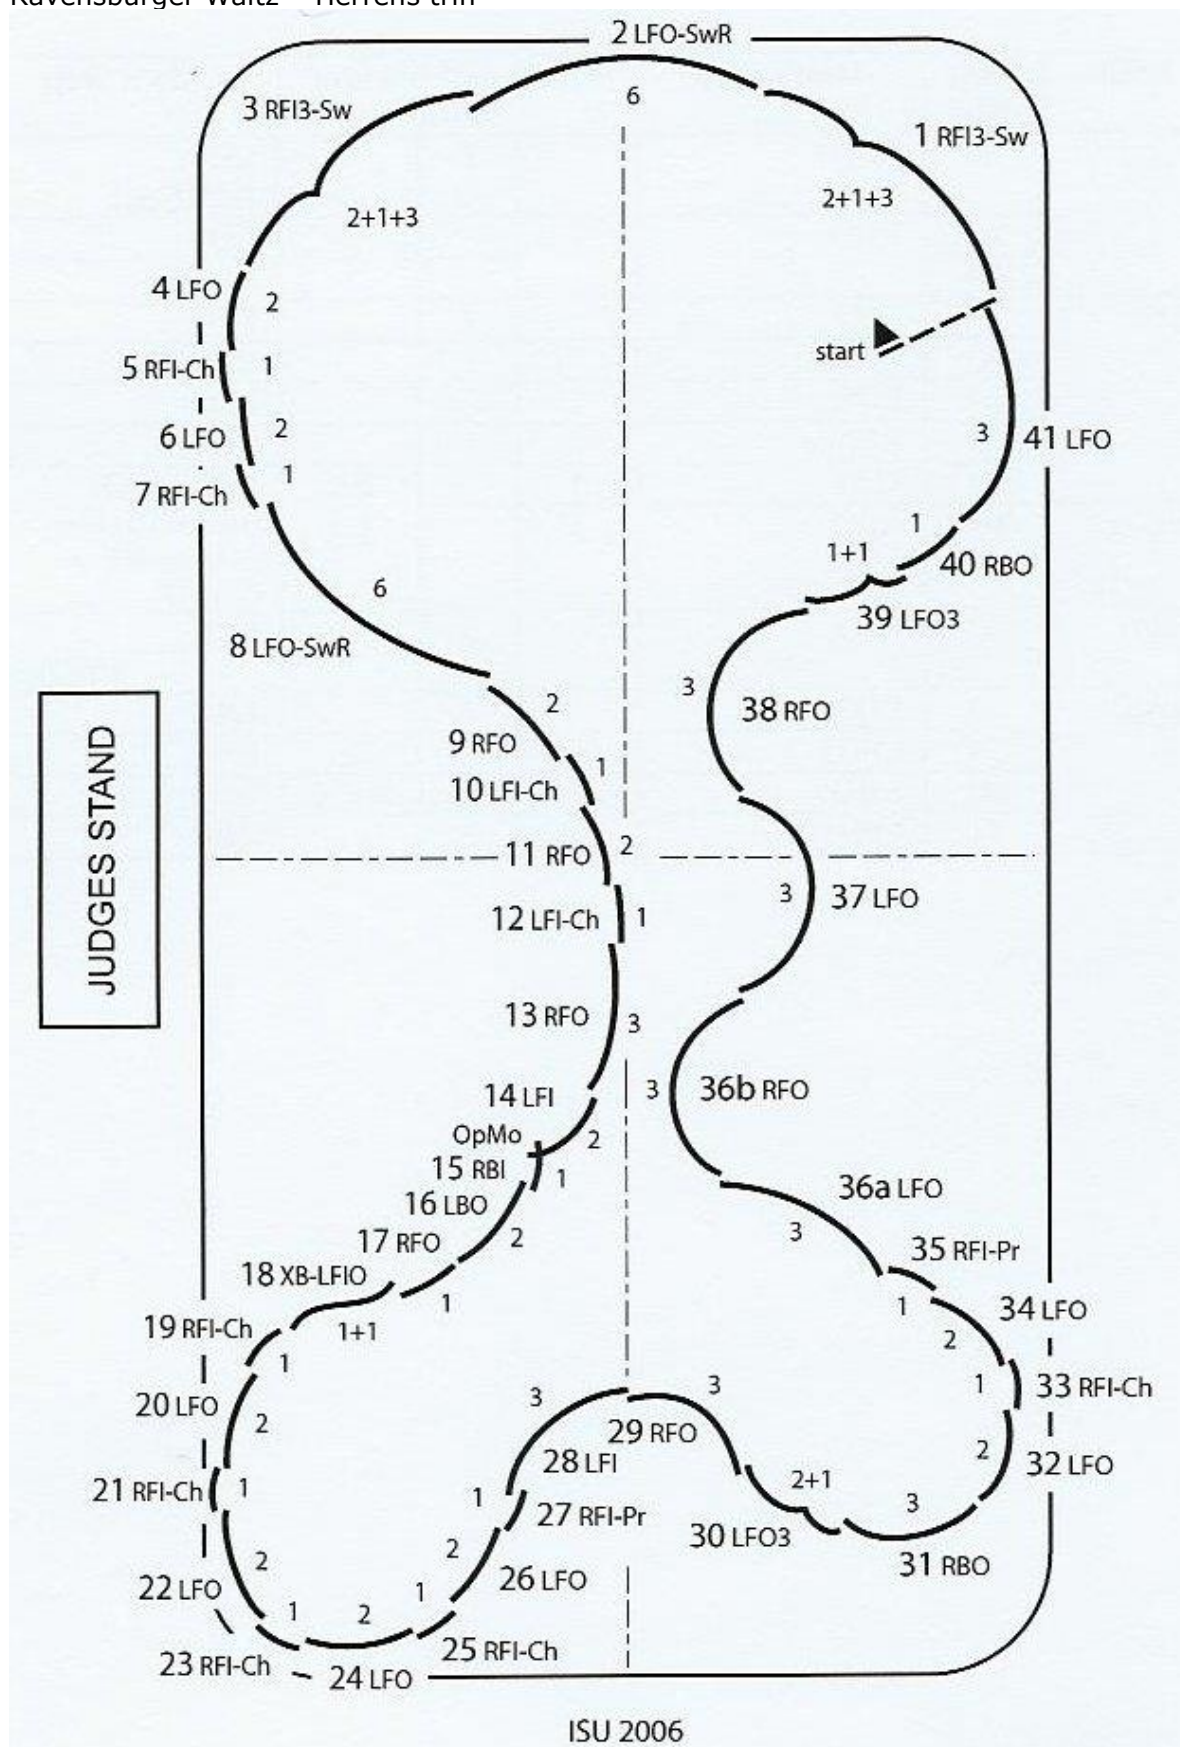 Ravensburger Waltz - Herrens trin
2 LFO-SwR
6
3 RFI3-Sw
2+1+3
1 RFI3-Sw
2+1+3
4 LFO
2
start
5 RFI-Ch
1
6 LFO
2
3
41 LFO
7 RFI-Ch
1
1
40 RBO
1+1
39 LFO3
6
8 LFO-SwR
3
38 RFO
2
9 RFO
1
10 LFI-Ch
JUDGES STAND
11 RFO
2
3
37 LFO
12 LFI-Ch
1
13 RFO
3
14 LFI
2
3
36b RFO
OpMo
15 RBI
1
16 LBO
2
36a LFO
3
17 RFO
1
35 RFI-Pr
1
18 XB-LFIO
1+1
34 LFO
2
19 RFI-Ch
1
33 RFI-Ch
1
20 LFO
2
3
3
29 RFO
32 LFO
2
28 LFI
21 RFI-Ch
1
1
27 RFI-Pr
2+1
30 LFO3
3
31 RBO
22 LFO
2
2
26 LFO
1
2
1
23 RFI-Ch
24 LFO
25 RFI-Ch
ISU 2006